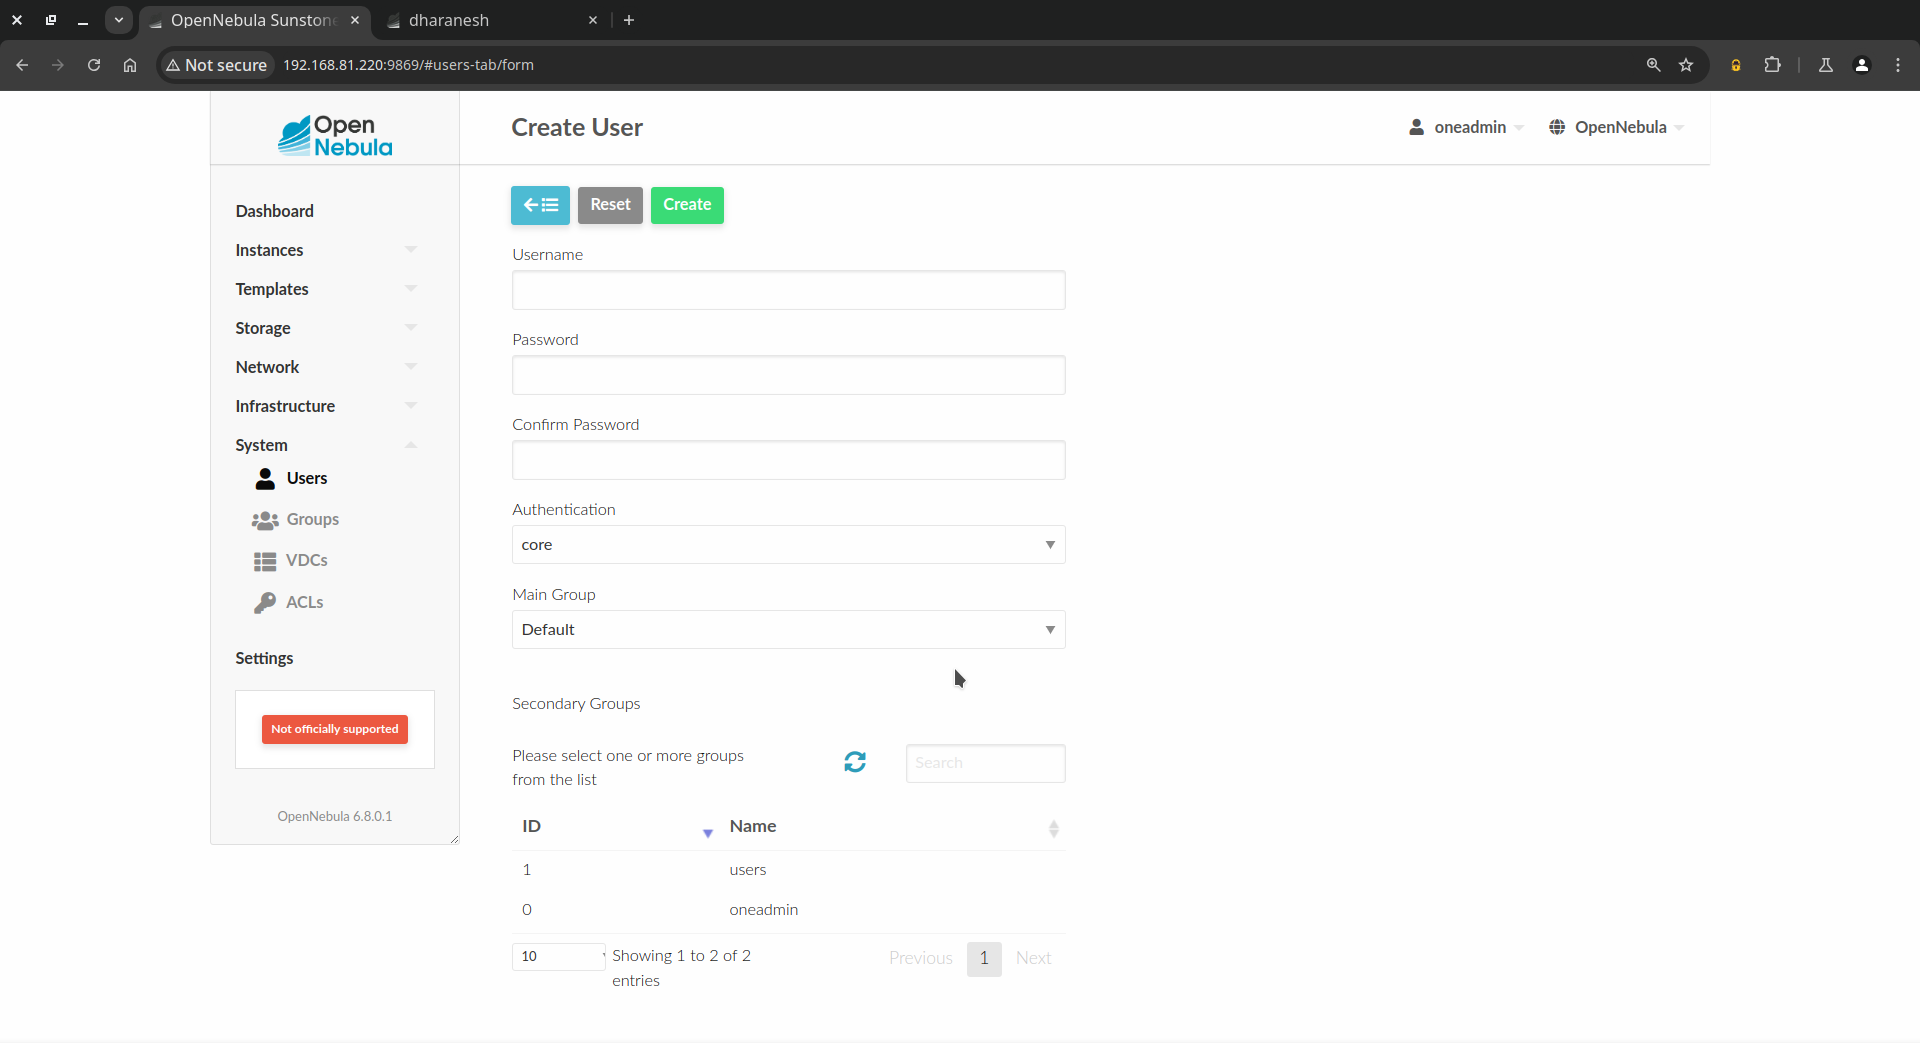 OpenNebula Sunstone
dharanesh
Not secure
192.168.81.220:9869/#users-tab/form
Open
Nebula
Create User
oneadmin
OpenNebula
Dashboard
Instances
Templates
Storage
Network
Infrastructure
System
Users
Groups
VDCs
ACLs
Settings
Not officially supported
OpenNebula 6.8.0.1
Reset
Create
Username
Password
Confirm Password
Authentication
core
Main Group
Default
Secondary Groups
Please select one or more groups
from the list
Search
ID
Name
1
users
0
oneadmin
10
Showing 1 to 2 of 2
entries
Previous
1
Next